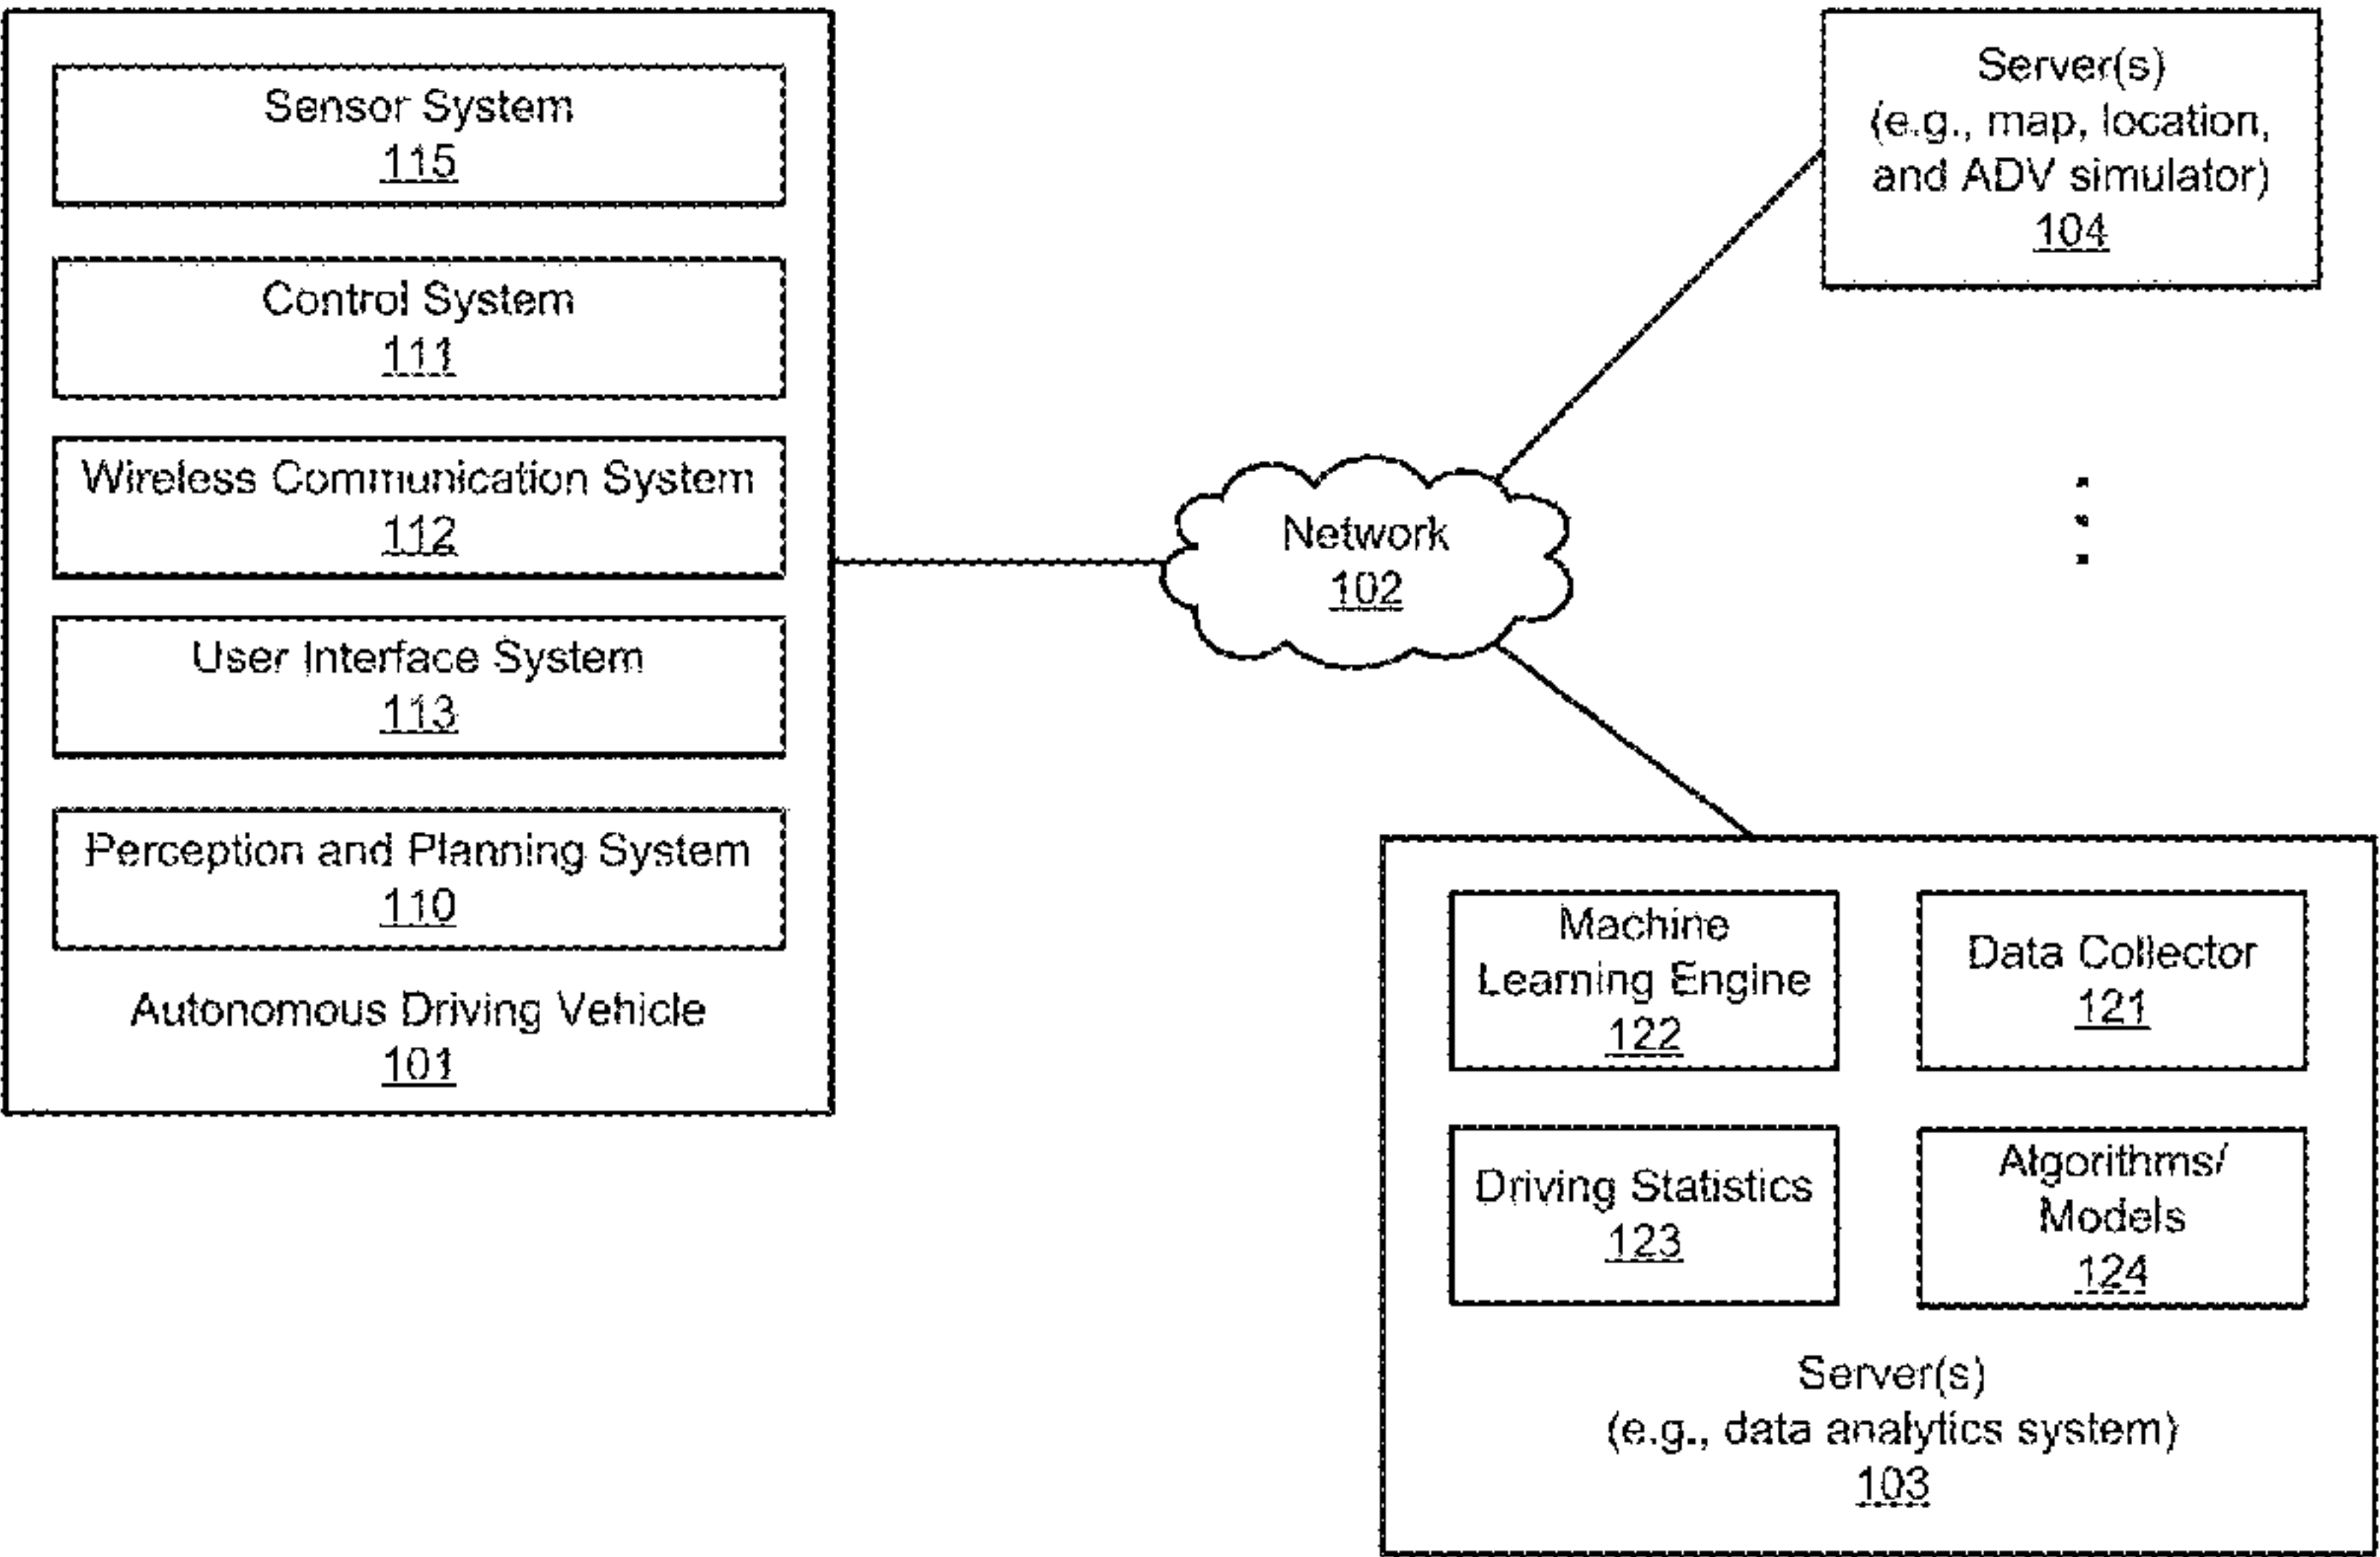 Sensor System
115
Control System
111
Wireless Communication System
112
User Interface System
113
Perception and Planning System
110
Autonomous Driving Vehicle
101
Network
102
Server(s)
(e.g., map, location,
and ADV simulator)
104
Machine
Learning Engine
122
Data Collector
121
Driving Statistics
123
Algorithms/
Models
124
Server(s)
(e.g., data analytics system)
103